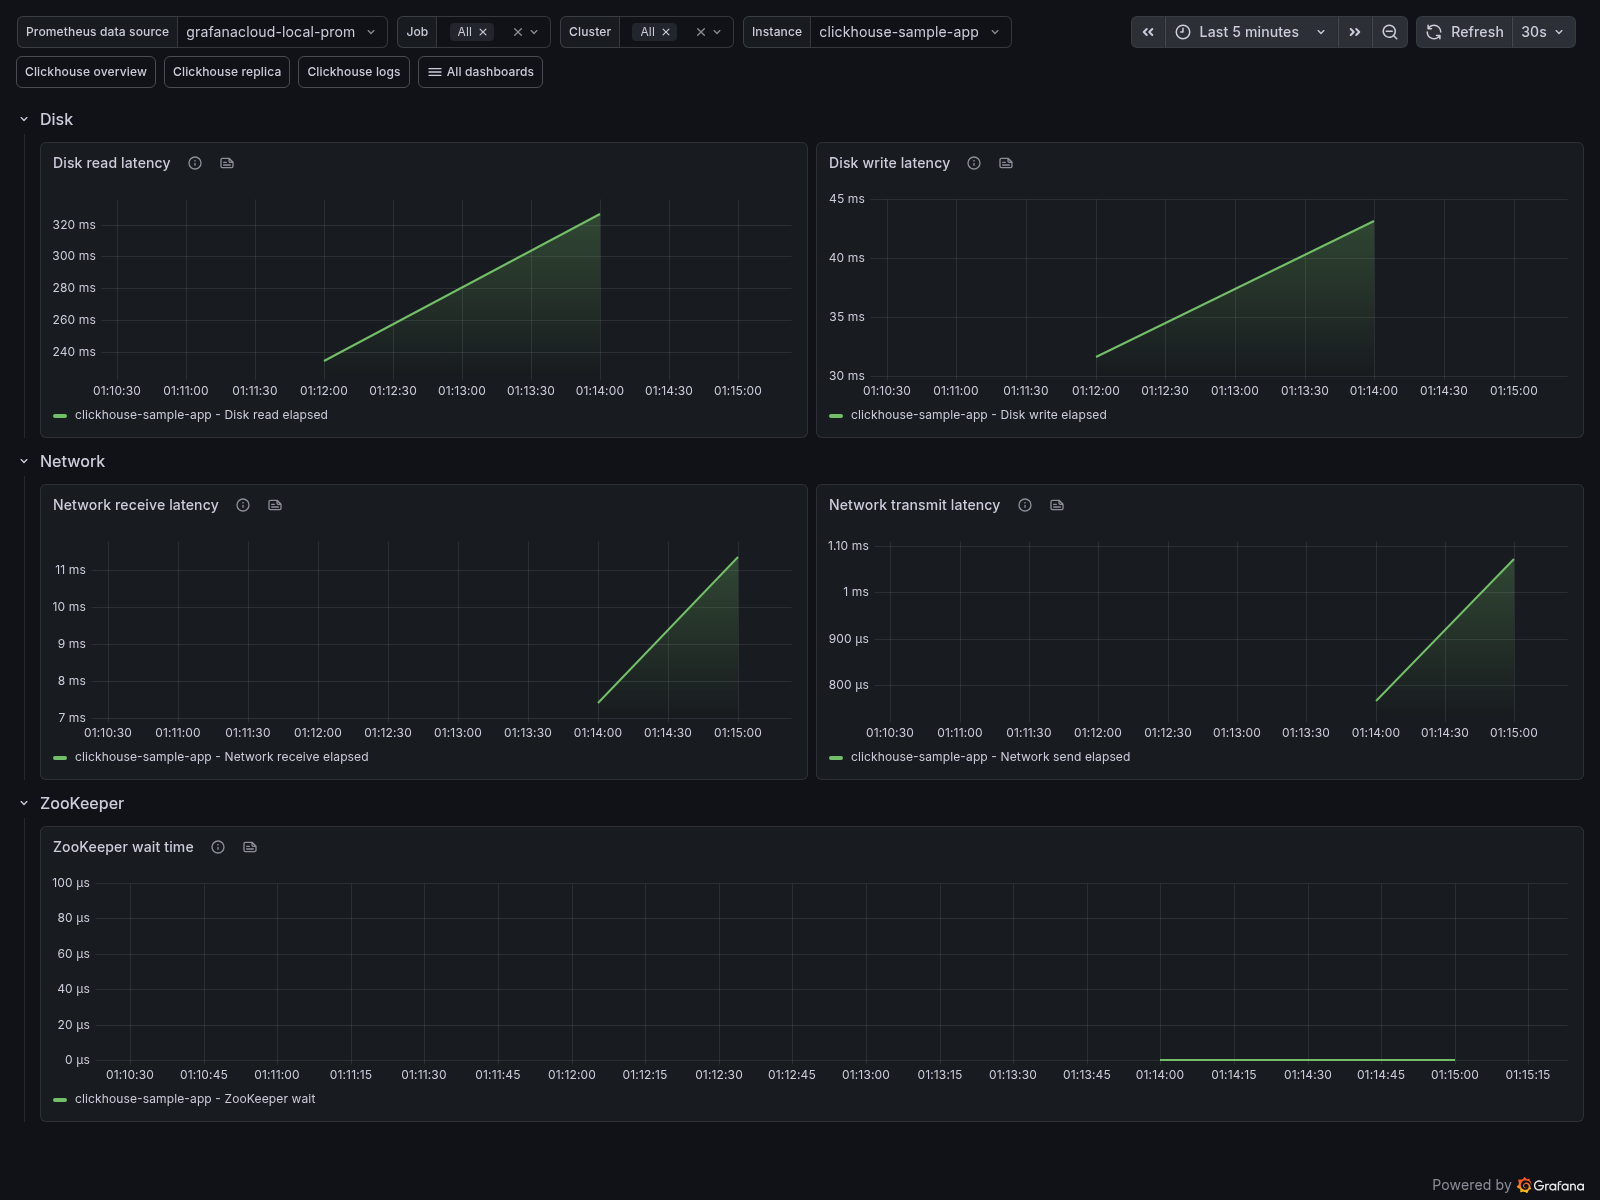 Prometheus data source grafanacloud-local-prom Job All Cluster All Instance clickhouse-sample-app Last 5 minutes Refresh 30s
Clickhouse overview Clickhouse replica Clickhouse logs All dashboards
Disk
Disk read latency
320 ms
300 ms
280 ms
260 ms
240 ms
01:10:30 01:11:00 01:11:30 01:12:00 01:12:30 01:13:00 01:13:30 01:14:00 01:14:30 01:15:00
clickhouse-sample-app - Disk read elapsed
Disk write latency
45 ms
40 ms
35 ms
30 ms
01:10:30 01:11:00 01:11:30 01:12:00 01:12:30 01:13:00 01:13:30 01:14:00 01:14:30 01:15:00
clickhouse-sample-app - Disk write elapsed
Network
Network receive latency
11 ms
10 ms
9 ms
8 ms
7 ms
01:10:30 01:11:00 01:11:30 01:12:00 01:12:30 01:13:00 01:13:30 01:14:00 01:14:30 01:15:00
clickhouse-sample-app - Network receive elapsed
Network transmit latency
1.10 ms
1 ms
900 µs
800 µs
01:10:30 01:11:00 01:11:30 01:12:00 01:12:30 01:13:00 01:13:30 01:14:00 01:14:30 01:15:00
clickhouse-sample-app - Network send elapsed
ZooKeeper
ZooKeeper wait time
100 µs
80 µs
60 µs
40 µs
20 µs
0 µs
01:10:30 01:10:45 01:11:00 01:11:15 01:11:30 01:11:45 01:12:00 01:12:15 01:12:30 01:12:45 01:13:00 01:13:15 01:13:30 01:13:45 01:14:00 01:14:15 01:14:30 01:14:45 01:15:00 01:15:15
clickhouse-sample-app - ZooKeeper wait
Powered by Grafana